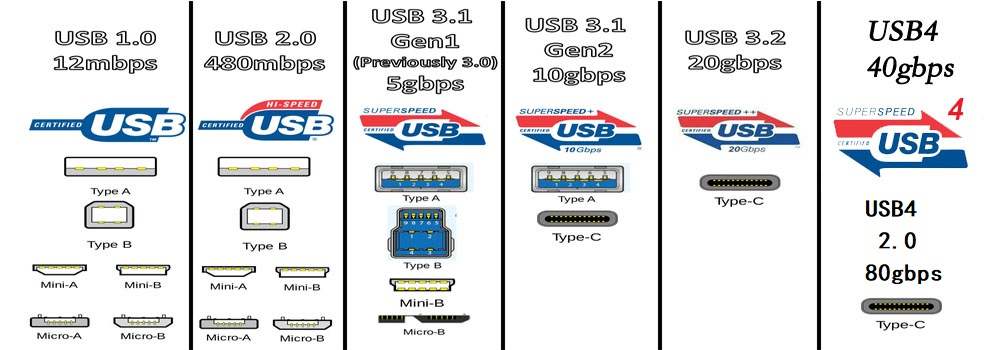 USB 1.0
12mbps
CERTIFIED USB
Type A
Type B
Mini-A Mini-B
Micro-A Micro-B
USB 2.0
480mbps
HI-SPEED
CERTIFIED USB
Type A
Type B
Mini-A Mini-B
Micro-A Micro-B
USB 3.1
Gen1
(Previously 3.0)
5gbps
SUPERSPEED
CERTIFIED USB
1 2 3 4
Type A
9 8 7 6 5
1 2
4 3
Type B
Mini-B
Micro-B
USB 3.1
Gen2
10gbps
SUPERSPEED+
CERTIFIED USB
10Gbps
1 2 3 4
Type A
Type-C
USB 3.2
20gbps
SUPERSPEED+++
CERTIFIED USB
20Gbps
Type-C
USB4
40gbps
SUPERSPEED 4
CERTIFIED USB
USB4
2.0
80gbps
Type-C